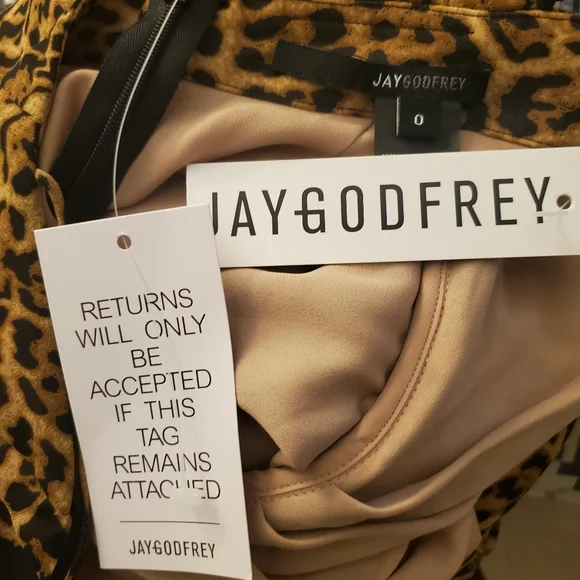 JAYGODFREY
0
JAYGODFREY
RETURNS
WILL ONLY
BE
ACCEPTED
IF THIS
TAG
REMAINS
ATTACHED
JAYGODFREY